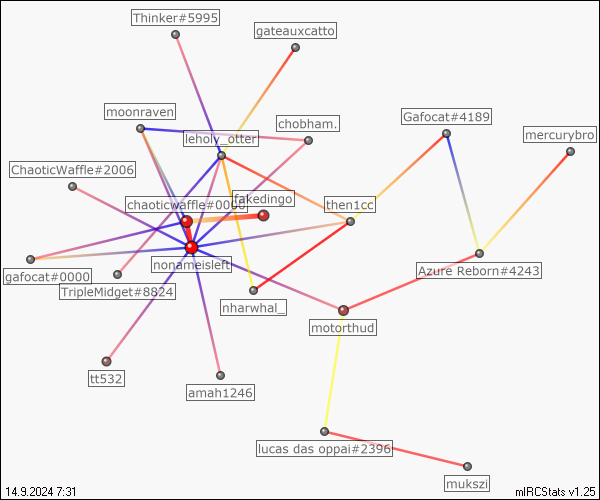 Thinker#5995
gateauxcatto
moonraven
chobham.
Gafocat#4189
mercurybro
leholy_otter
ChaoticWaffle#2006
chaoticwaffle#0000
fakedingo
then1cc
nonameisleft
gafocat#0000
TripleMidget#8824
Azure Reborn#4243
nharwhal_
motorthud
tt532
amah1246
lucas das oppai#2396
mukszi
14.9.2024 7:31
mIRCStats v1.25